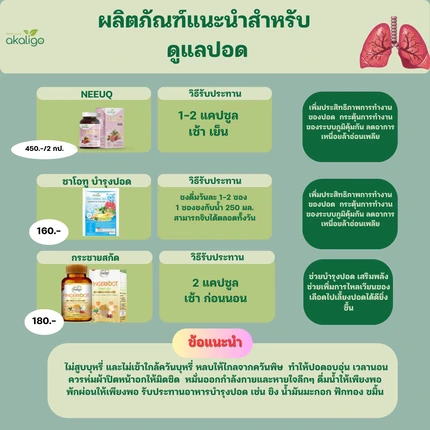 akaligo
ผลิตภัณฑ์แนะนำสำหรับ
ดูแลปอด
NEEUQ
วิธีรับประทาน
450.-/2 กป.
1-2 แคปซูล
เช้า เย็น
เพิ่มประสิทธิภาพการทำงาน
ของปอด กระตุ้นการทำงาน
ของระบบภูมิคุ้มกัน ลดอาการ
เหนื่อยล้าอ่อนเพลีย
ชาโอทู บำรุงปอด
วิธีรับประทาน
160.-
ชงดื่มวันละ 1-2 ซอง
1 ซองชงกับน้ำ 250 มล.
สามารถจิบได้ตลอดทั้งวัน
เพิ่มประสิทธิภาพการทำงาน
ของปอด กระตุ้นการทำงาน
ของระบบภูมิคุ้มกัน ลดอาการ
เหนื่อยล้าอ่อนเพลีย
กระชายสกัด
วิธีรับประทาน
180.-
2 แคปซูล
เช้า ก่อนนอน
ช่วยบำรุงปอด เสริมพลัง
ช่วยเพิ่มการไหลเวียนของ
เลือดไปเลี้ยงปอดได้ดียิ่ง
ขึ้น
ข้อแนะนำ
ไม่สูบบุหรี่ และไม่เข้าใกล้ควันบุหรี่ หลบให้ไกลจากควันพิษ ทำให้ปอดอบอุ่น เวลานอน
ควรห่มผ้าปิดหน้าอกให้มิดชิด หมั่นออกกำลังกายและหายใจลึกๆ ดื่มน้ำให้เพียงพอ
พักผ่อนให้เพียงพอ รับประทานอาหารบำรุงปอด เช่น ขิง น้ำมันมะกอก ฟักทอง ขมิ้น